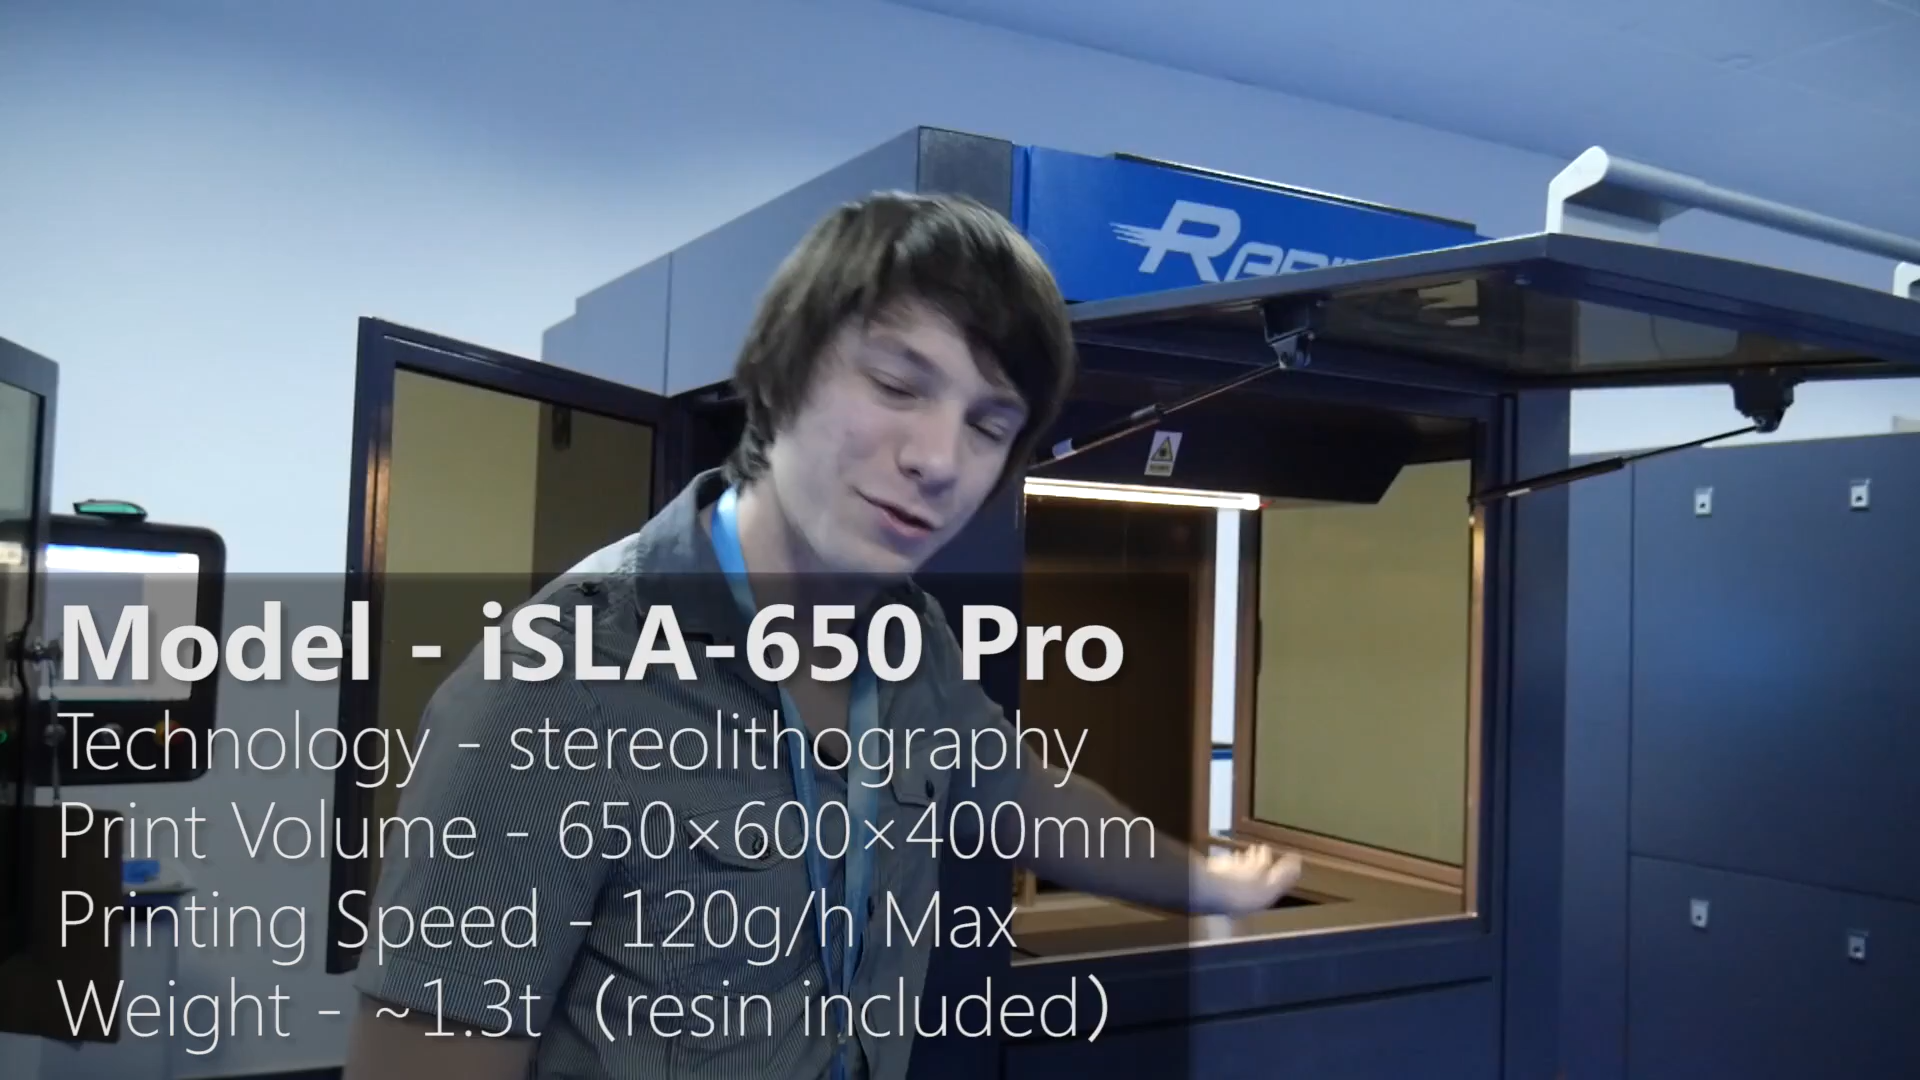 Model - iSLA-650 Pro
Technology - stereolithography
Print Volume - 650×600×400mm
Printing Speed - 120g/h Max
Weight - ~1.3t（resin included）